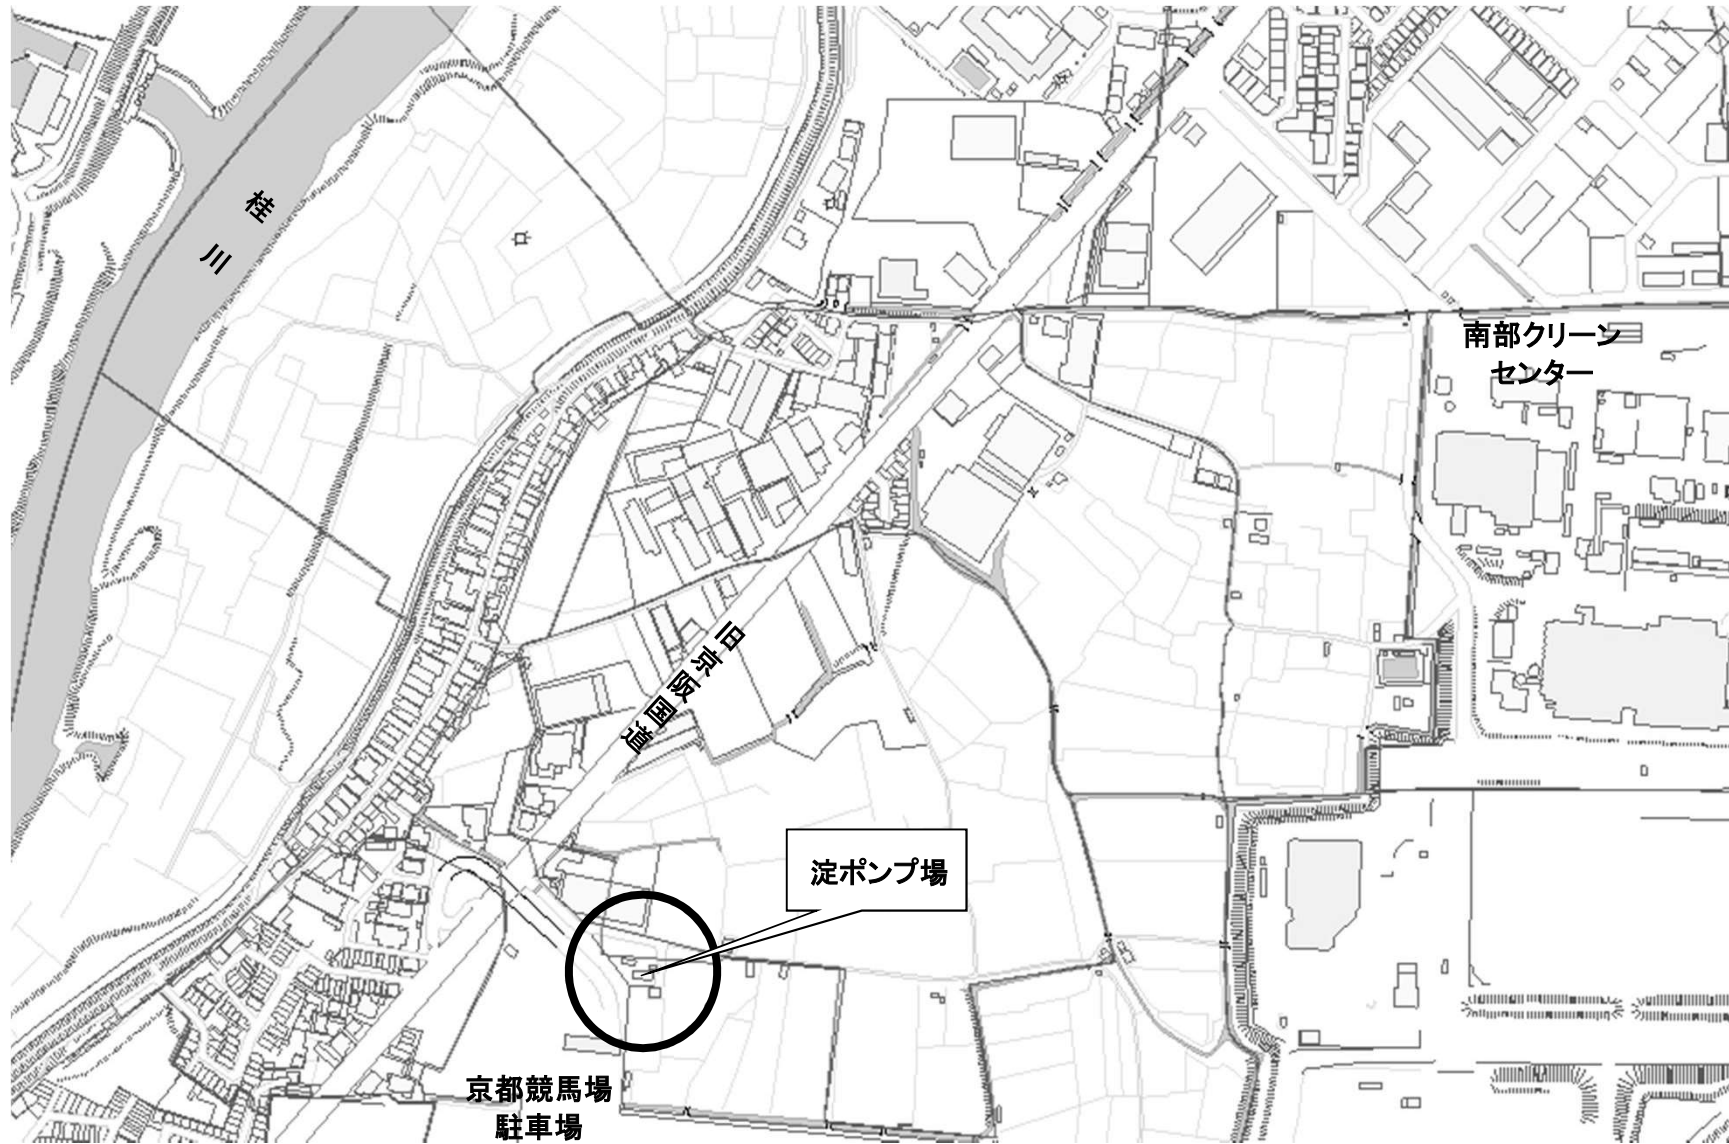 桂川
南部クリーン
センター
旧京阪国道
淀ポンプ場
京都競馬場
駐車場